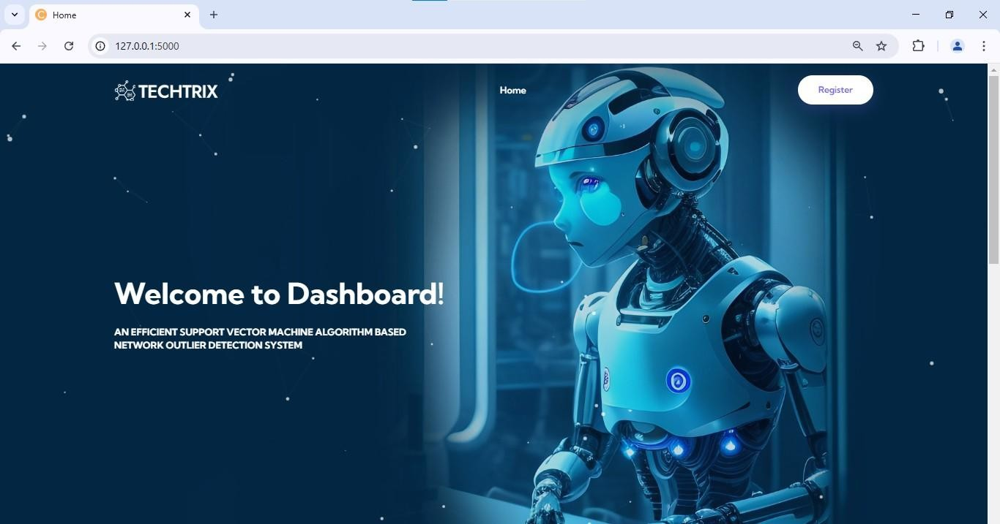 Home
127.0.0.1:5000
TECHTRIX
Home
Register
Welcome to Dashboard!
AN EFFICIENT SUPPORT VECTOR MACHINE ALGORITHM BASED
NETWORK OUTLIER DETECTION SYSTEM